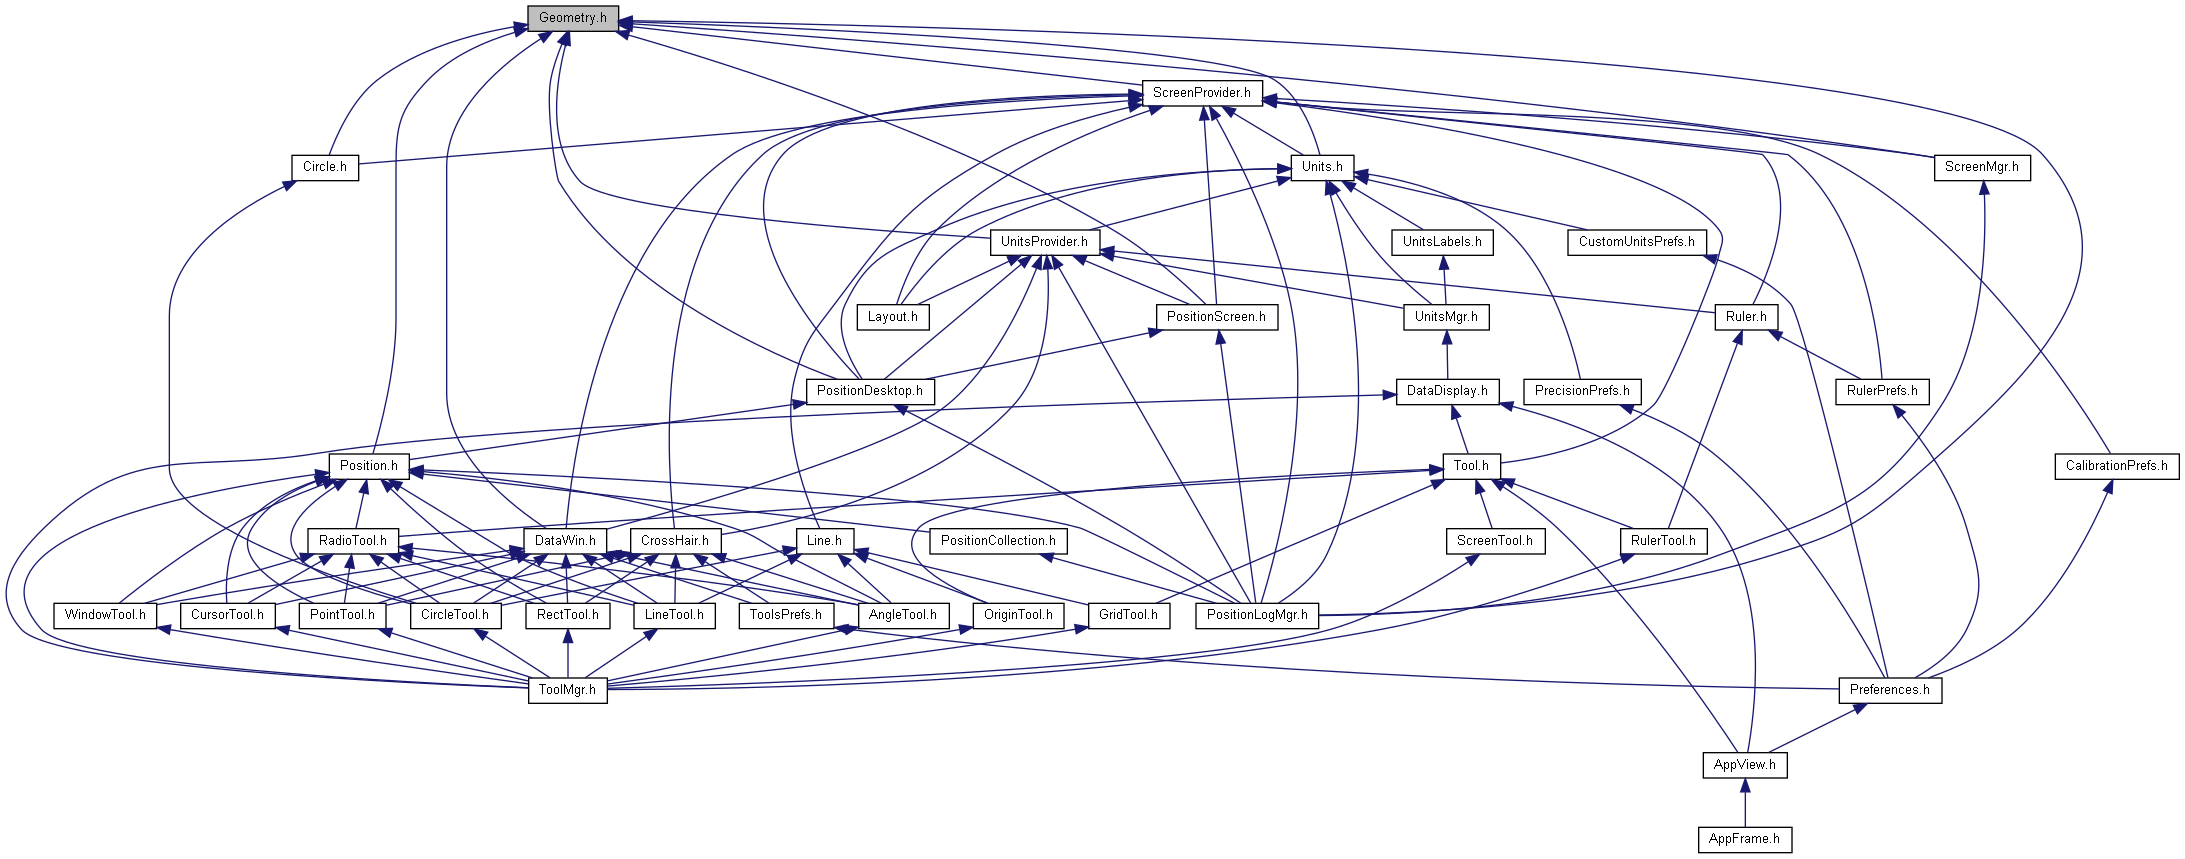 Geometry.h
ScreenProvider.h
Circle.h
Units.h
ScreenMgr.h
UnitsProvider.h
UnitsLabels.h
CustomUnitsPrefs.h
Layout.h
PositionScreen.h
UnitsMgr.h
Ruler.h
PositionDesktop.h
DataDisplay.h
PrecisionPrefs.h
RulerPrefs.h
Position.h
Tool.h
CalibrationPrefs.h
RadioTool.h
DataWin.h
CrossHair.h
Line.h
PositionCollection.h
ScreenTool.h
RulerTool.h
WindowTool.h
CursorTool.h
PointTool.h
CircleTool.h
RectTool.h
LineTool.h
ToolsPrefs.h
AngleTool.h
OriginTool.h
GridTool.h
PositionLogMgr.h
ToolMgr.h
Preferences.h
AppView.h
AppFrame.h